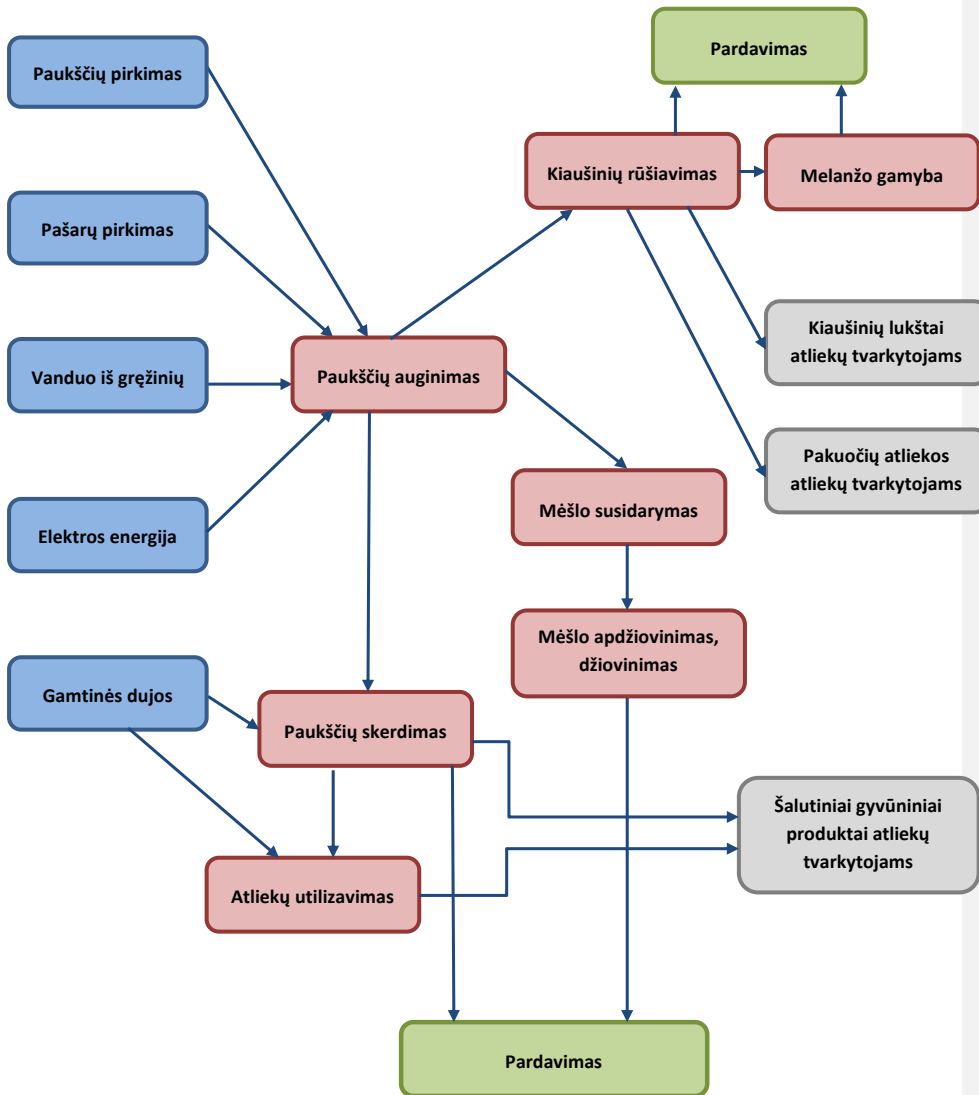 Pardavimas
Paukščių pirkimas
Kiaušinių rūšiavimas
Melanžo gamyba
Pašarų pirkimas
Kiaušinių lukštai
atliekų tvarkytojams
Vanduo iš gręžinių
Paukščių auginimas
Pakuočių atliekos
atliekų tvarkytojams
Mėšlo susidarymas
Elektros energija
Mėšlo apdžiovinimas,
džiovinimas
Gamtinės dujos
Paukščių skerdimas
Šalutiniai gyvūniniai
produktai atliekų
tvarkytojams
Atliekų utilizavimas
Pardavimas